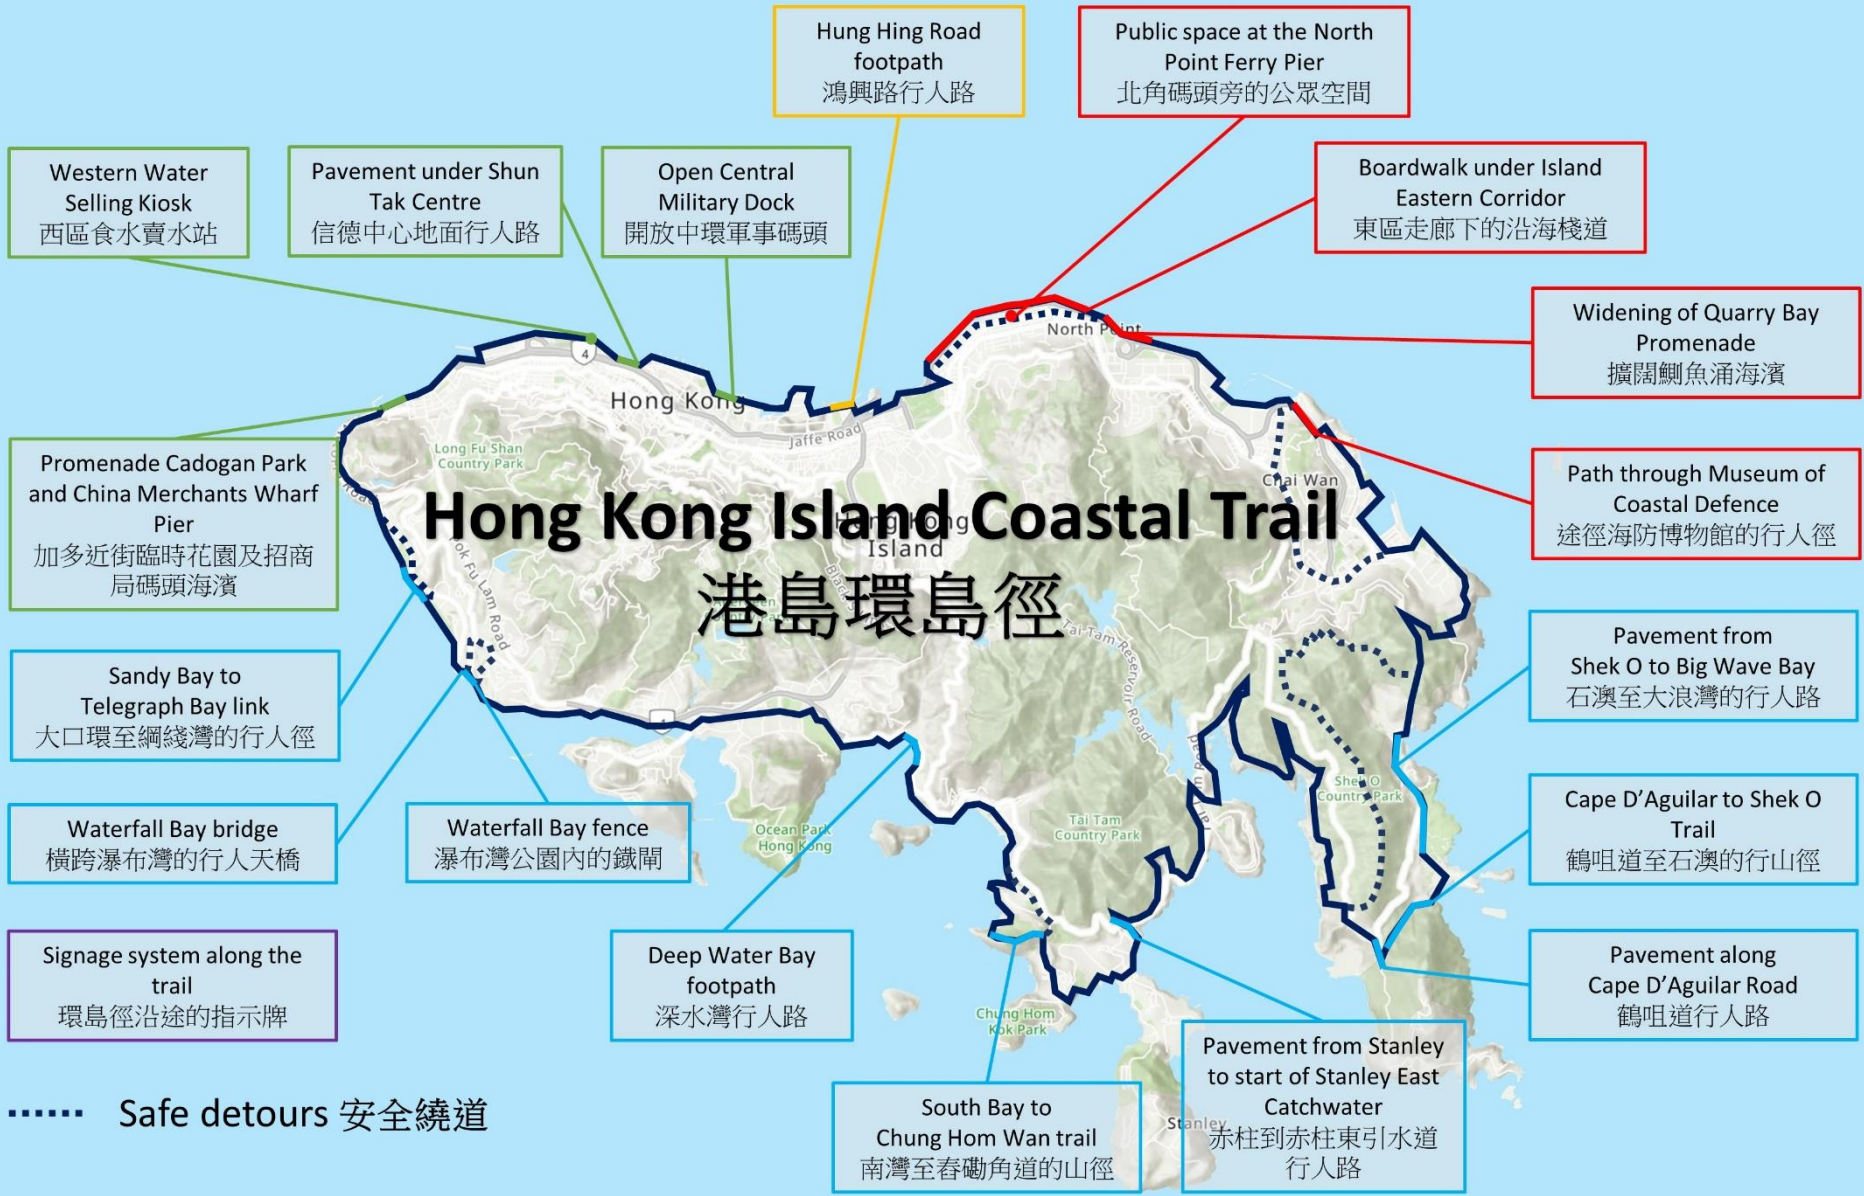 Hung Hing Road
footpath
鴻興路行人路
Public space at the North
Point Ferry Pier
北角碼頭旁的公眾空間
Western Water
Selling Kiosk
西區食水賣水站
Pavement under Shun
Tak Centre
信德中心地面行人路
Open Central
Military Dock
開放中環軍事碼頭
Boardwalk under Island
Eastern Corridor
東區走廊下的沿海棧道
Widening of Quarry Bay
Promenade
擴闊鰂魚涌海濱
North Point
4
Hong Kong
Jaffe Road
Long Fu Shan
Country Park
Promenade Cadogan Park
and China Merchants Wharf
Pier
加多近街臨時花園及招商
局碼頭海濱
Chai Wan
Path through Museum of
Coastal Defence
途徑海防博物館的行人徑
Hong Kong Island Coastal Trail
港島環島徑
Hong Kong
Island
Pok Fu Lam Road
Tai Tam Reservoir Road
Sandy Bay to
Telegraph Bay link
大口環至綱綫灣的行人徑
Pavement from
Shek O to Big Wave Bay
石澳至大浪灣的行人路
Shek O
Country Park
Tai Tam
Country Park
Ocean Park
Hong Kong
Waterfall Bay bridge
橫跨瀑布灣的行人天橋
Waterfall Bay fence
瀑布灣公園內的鐵閘
Cape D'Aguilar to Shek O
Trail
鶴咀道至石澳的行山徑
Signage system along the
trail
環島徑沿途的指示牌
Deep Water Bay
footpath
深水灣行人路
Pavement along
Cape D'Aguilar Road
鶴咀道行人路
Chung Hom
Kok Park
Pavement from Stanley
to start of Stanley East
Catchwater
赤柱到赤柱東引水道
行人路
South Bay to
Chung Hom Wan trail
南灣至舂磡角道的山徑
Stanley
Safe detours 安全繞道